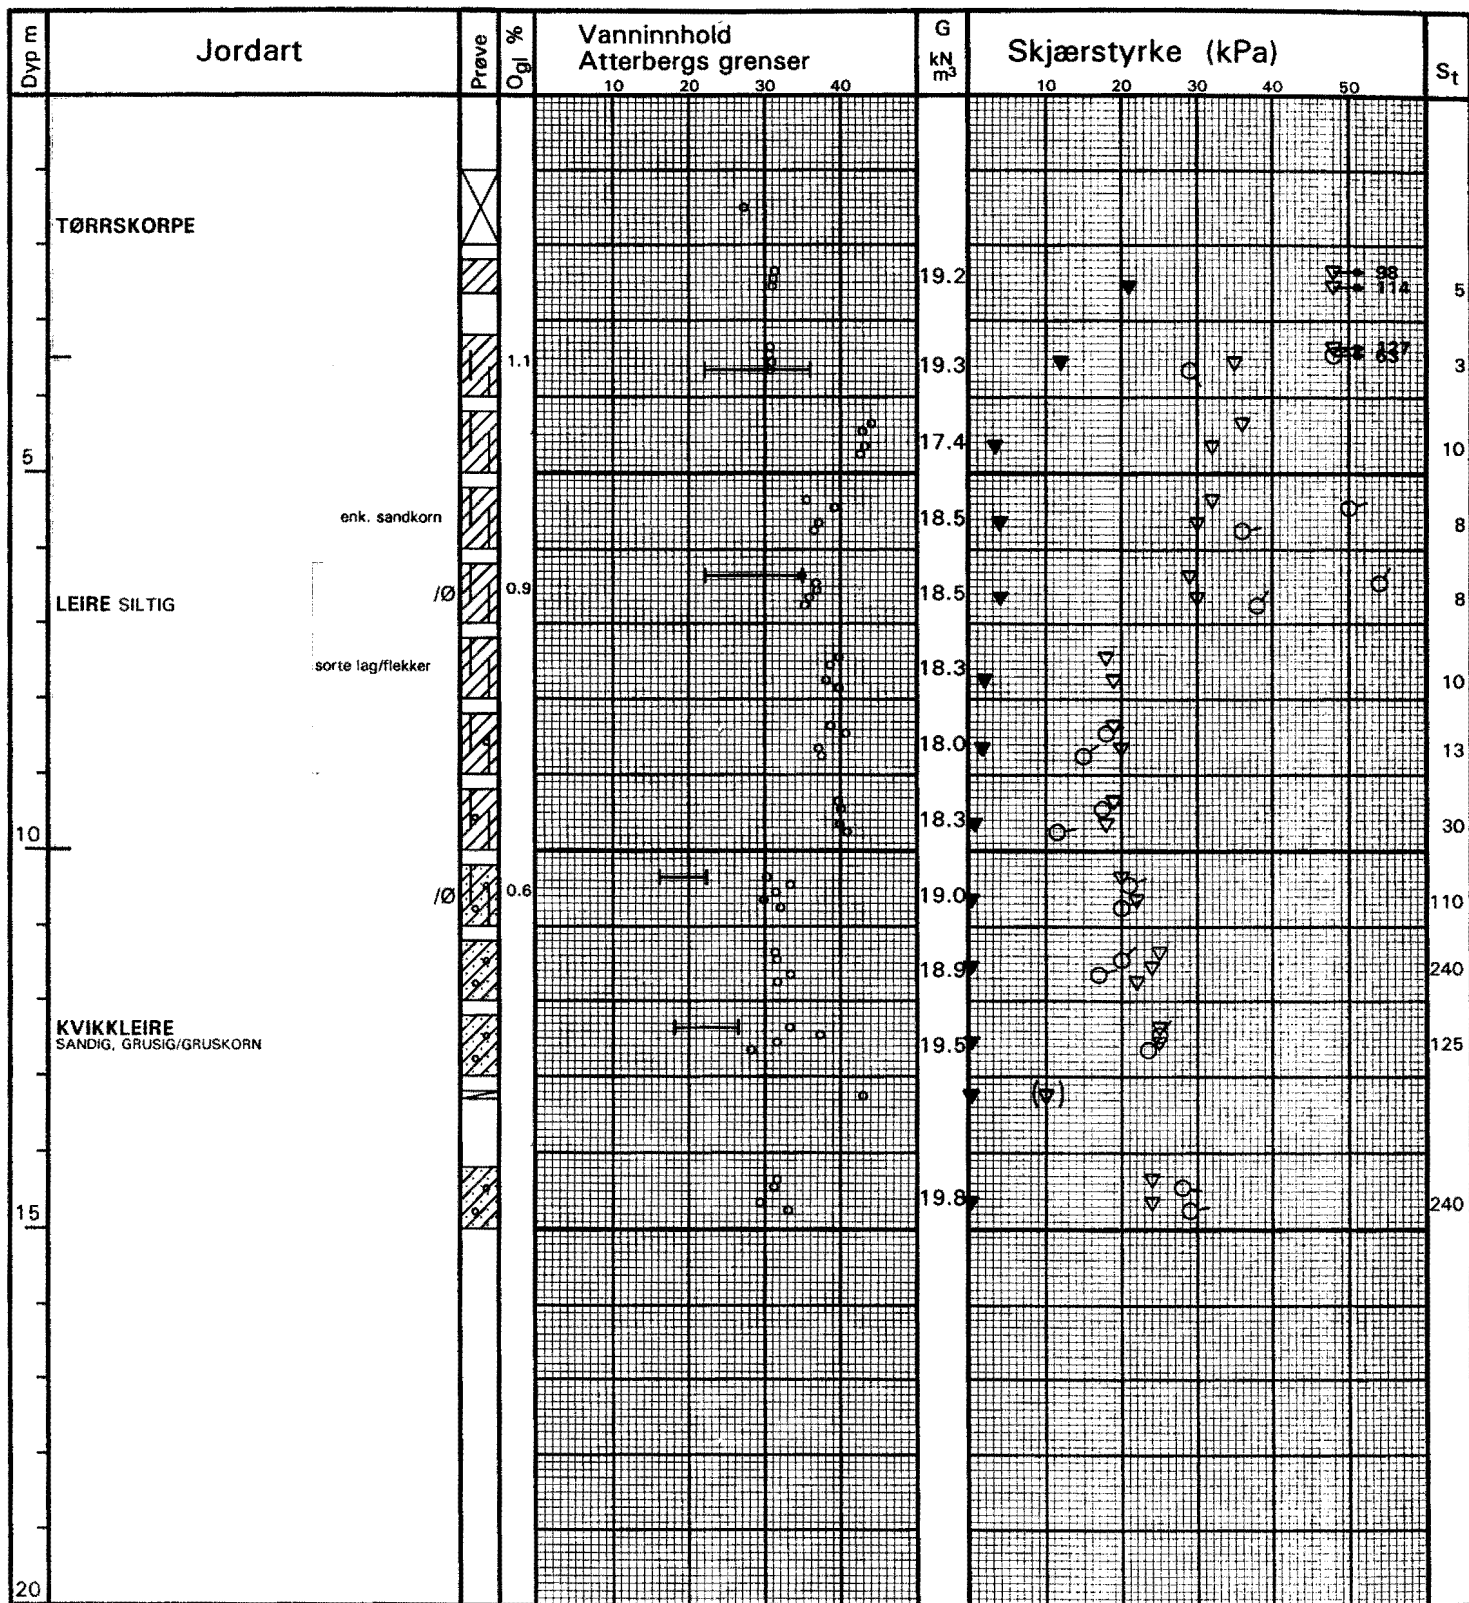 Dyp m
Jordart
Prøve
Ogl %
Vanninnhold
Atterbergs grenser
10 20 30 40
G
kN
m³
Skjærstyrke (kPa)
10 20 30 40 50
St
TØRRSKORPE
19.2
98
114
5
1.1
19.3
127
63
3
17.4
5
10
enk. sandkorn
18.5
8
/Ø
0.9
LEIRE SILTIG
18.5
8
sorte lag/flekker
18.3
10
18.0
13
10
18.3
30
/Ø
0.6
19.0
110
18.9
240
KVIKKLEIRE
SANDIG, GRUSIG/GRUSKORN
19.5
125
( )
19.8
15
240
20